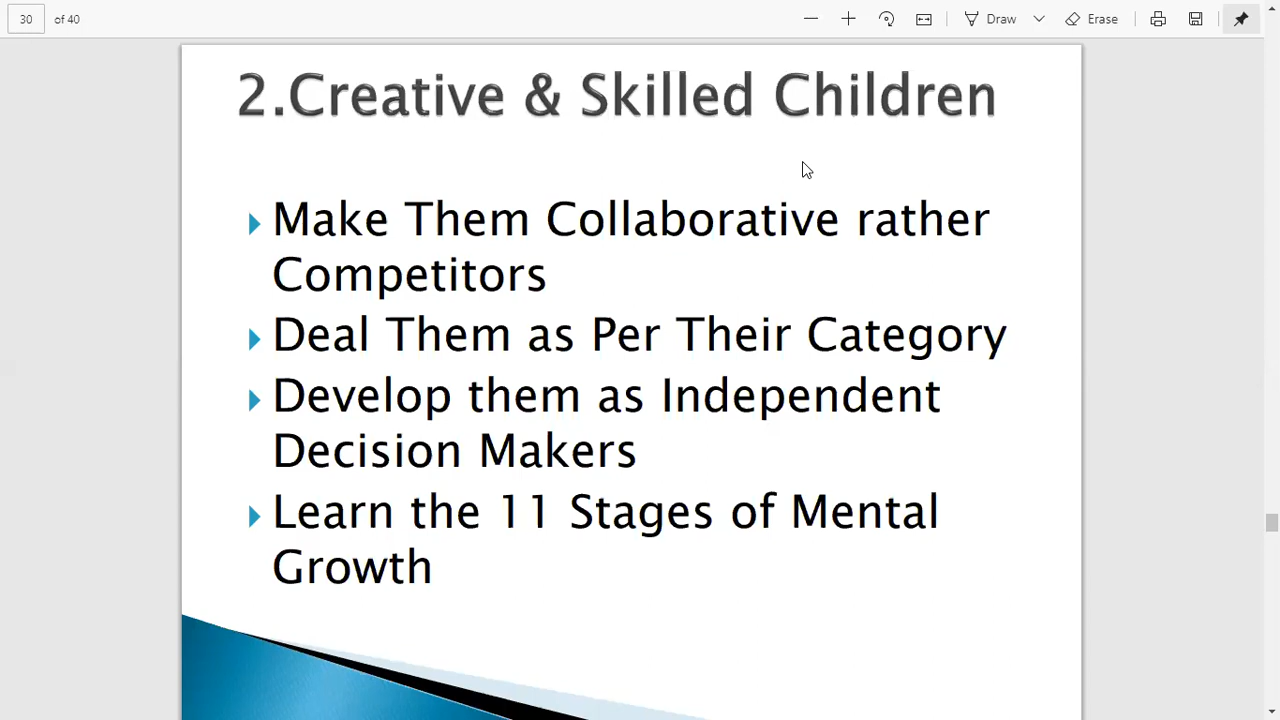 30 of 40 Draw Erase
2.Creative & Skilled Children
Make Them Collaborative rather
Competitors
Deal Them as Per Their Category
Develop them as Independent
Decision Makers
Learn the 11 Stages of Mental
Growth